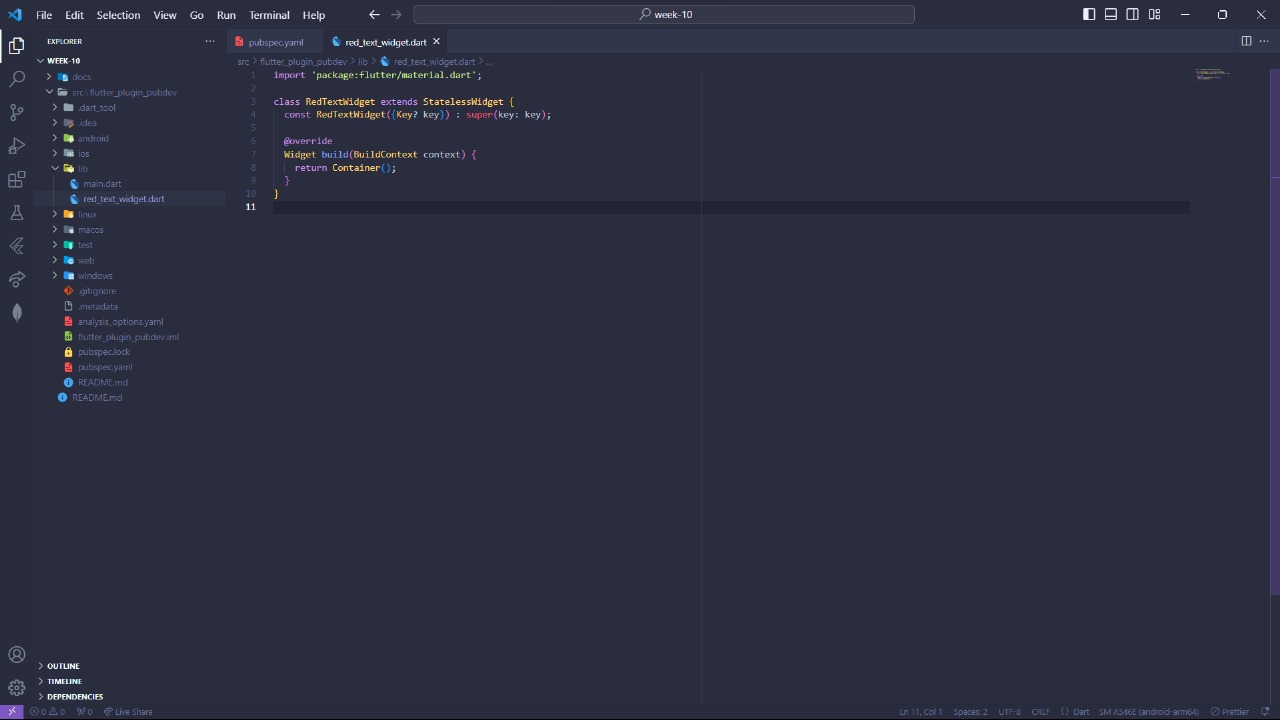 File Edit Selection View Go Run Terminal Help
week-10
EXPLORER
WEEK-10
docs
src\flutter_plugin_pubdev
.dart_tool
.idea
android
ios
lib
main.dart
red_text_widget.dart
linux
macos
test
web
windows
.gitignore
.metadata
analysis_options.yaml
flutter_plugin_pubdev.iml
pubspec.lock
pubspec.yaml
README.md
README.md
OUTLINE
TIMELINE
DEPENDENCIES
pubspec.yaml red_text_widget.dart
src > flutter_plugin_pubdev > lib > red_text_widget.dart > ...
1 import 'package:flutter/material.dart';
2
3 class RedTextWidget extends StatelessWidget {
4 const RedTextWidget({Key? key}) : super(key: key);
5
6 @override
7 Widget build(BuildContext context) {
8 return Container();
9 }
10 }
11
0 0 0 Live Share Ln 11, Col 1 Spaces: 2 UTF-8 CRLF {} Dart SM A546E (android-arm64) Prettier